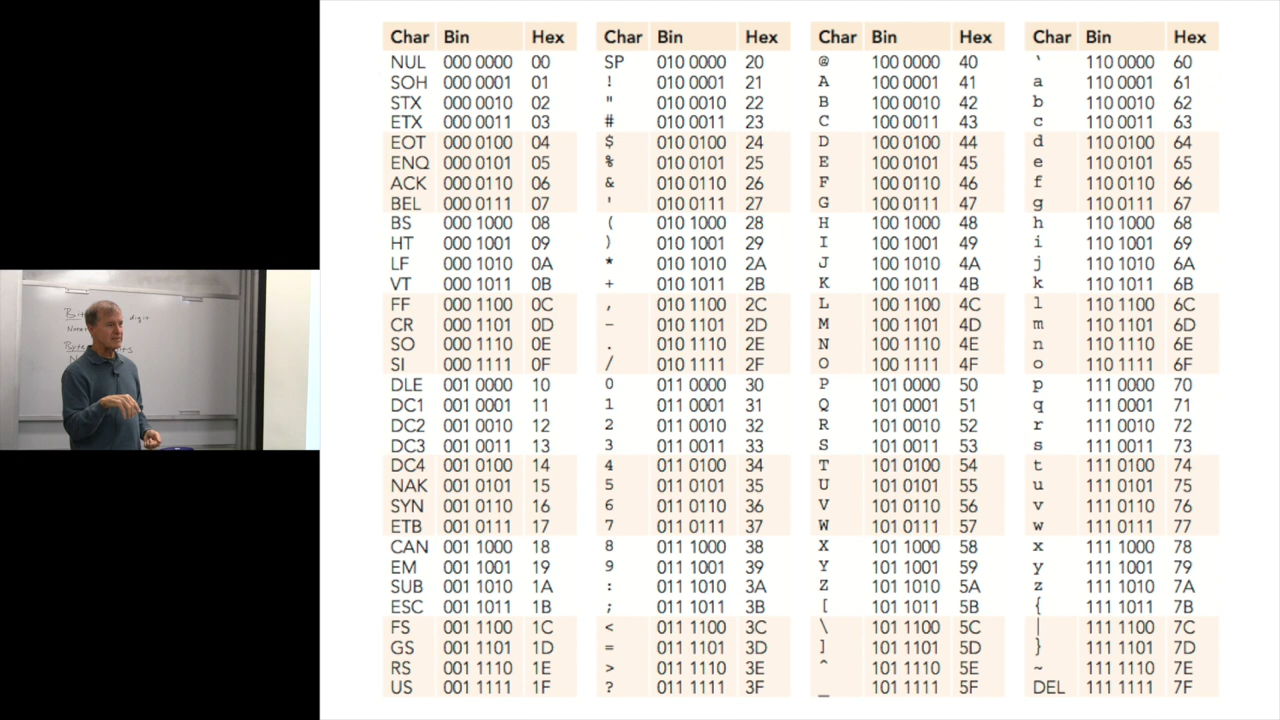 Char Bin Hex Char Bin Hex Char Bin Hex Char Bin Hex
NUL 000 0000 00 SP 010 0000 20 @ 100 0000 40 ` 110 0000 60
SOH 000 0001 01 ! 010 0001 21 A 100 0001 41 a 110 0001 61
STX 000 0010 02 " 010 0010 22 B 100 0010 42 b 110 0010 62
ETX 000 0011 03 # 010 0011 23 C 100 0011 43 c 110 0011 63
EOT 000 0100 04 $ 010 0100 24 D 100 0100 44 d 110 0100 64
ENQ 000 0101 05 % 010 0101 25 E 100 0101 45 e 110 0101 65
ACK 000 0110 06 & 010 0110 26 F 100 0110 46 f 110 0110 66
BEL 000 0111 07 ' 010 0111 27 G 100 0111 47 g 110 0111 67
BS 000 1000 08 ( 010 1000 28 H 100 1000 48 h 110 1000 68
HT 000 1001 09 ) 010 1001 29 I 100 1001 49 i 110 1001 69
LF 000 1010 0A * 010 1010 2A J 100 1010 4A j 110 1010 6A
VT 000 1011 0B + 010 1011 2B K 100 1011 4B k 110 1011 6B
FF 000 1100 0C , 010 1100 2C L 100 1100 4C l 110 1100 6C
CR 000 1101 0D – 010 1101 2D M 100 1101 4D m 110 1101 6D
SO 000 1110 0E . 010 1110 2E N 100 1110 4E n 110 1110 6E
SI 000 1111 0F / 010 1111 2F O 100 1111 4F o 110 1111 6F
DLE 001 0000 10 0 011 0000 30 P 101 0000 50 p 111 0000 70
DC1 001 0001 11 1 011 0001 31 Q 101 0001 51 q 111 0001 71
DC2 001 0010 12 2 011 0010 32 R 101 0010 52 r 111 0010 72
DC3 001 0011 13 3 011 0011 33 S 101 0011 53 s 111 0011 73
DC4 001 0100 14 4 011 0100 34 T 101 0100 54 t 111 0100 74
NAK 001 0101 15 5 011 0101 35 U 101 0101 55 u 111 0101 75
SYN 001 0110 16 6 011 0110 36 V 101 0110 56 v 111 0110 76
ETB 001 0111 17 7 011 0111 37 W 101 0111 57 w 111 0111 77
CAN 001 1000 18 8 011 1000 38 X 101 1000 58 x 111 1000 78
EM 001 1001 19 9 011 1001 39 Y 101 1001 59 y 111 1001 79
SUB 001 1010 1A : 011 1010 3A Z 101 1010 5A z 111 1010 7A
ESC 001 1011 1B ; 011 1011 3B [ 101 1011 5B { 111 1011 7B
FS 001 1100 1C < 011 1100 3C \ 101 1100 5C | 111 1100 7C
GS 001 1101 1D = 011 1101 3D ] 101 1101 5D } 111 1101 7D
RS 001 1110 1E > 011 1110 3E ^ 101 1110 5E ~ 111 1110 7E
US 001 1111 1F ? 011 1111 3F _ 101 1111 5F DEL 111 1111 7F
digit